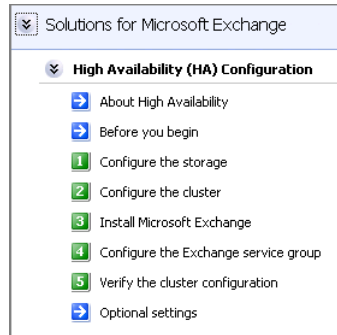 Solutions for Microsoft Exchange
High Availability (HA) Configuration
About High Availability
Before you begin
1 Configure the storage
2 Configure the cluster
3 Install Microsoft Exchange
4 Configure the Exchange service group
5 Verify the cluster configuration
Optional settings